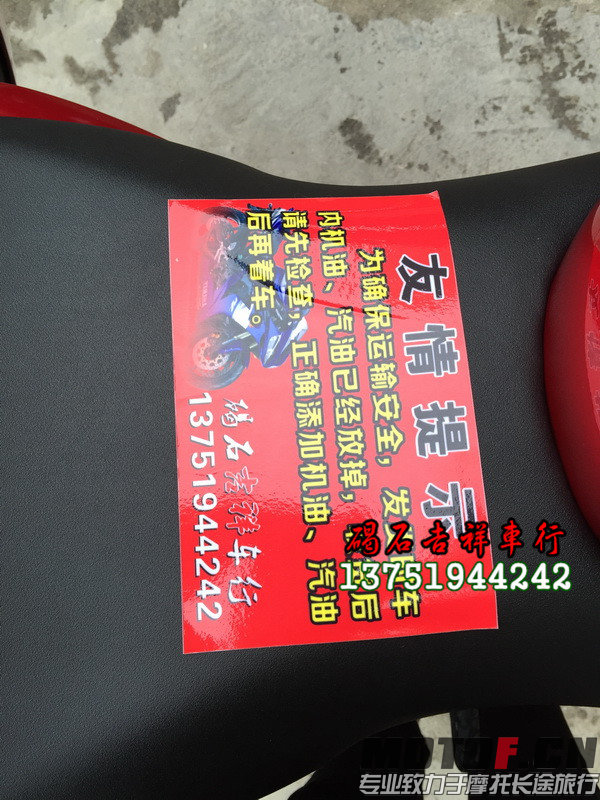 友情提示
为确保运输安全，发 车
内机油、汽油已经放掉， 后
请先检查，正确添加机油、汽油
后再着车。
碣石吉祥车行
13751944242
碣石吉祥車行
13751944242
MOTOF.CN
专业致力于摩托长途旅行